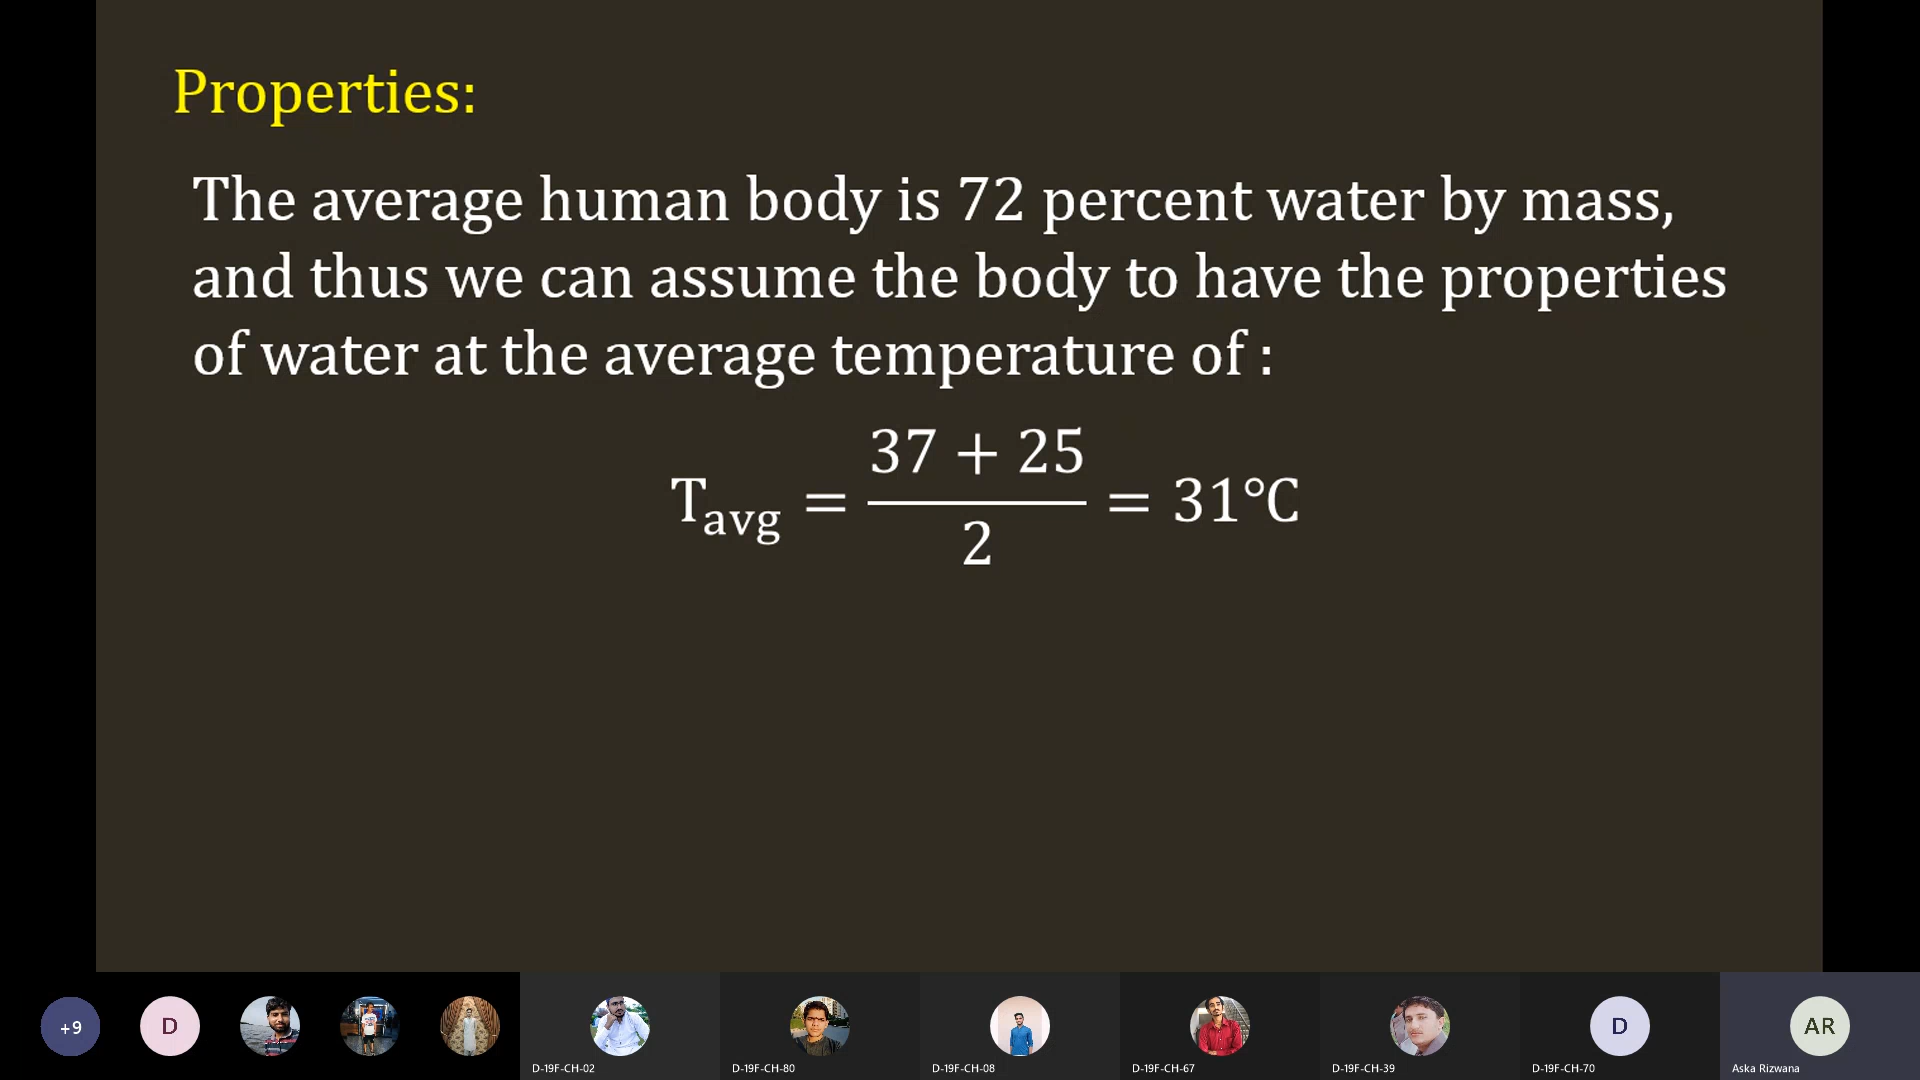 Properties:
The average human body is 72 percent water by mass,
and thus we can assume the body to have the properties
of water at the average temperature of :
T_avg = (37 + 25)/2 = 31°C
+9
D
D
AR
D-19F-CH-02
D-19F-CH-80
D-19F-CH-08
D-19F-CH-67
D-19F-CH-39
D-19F-CH-70
Aska Rizwana